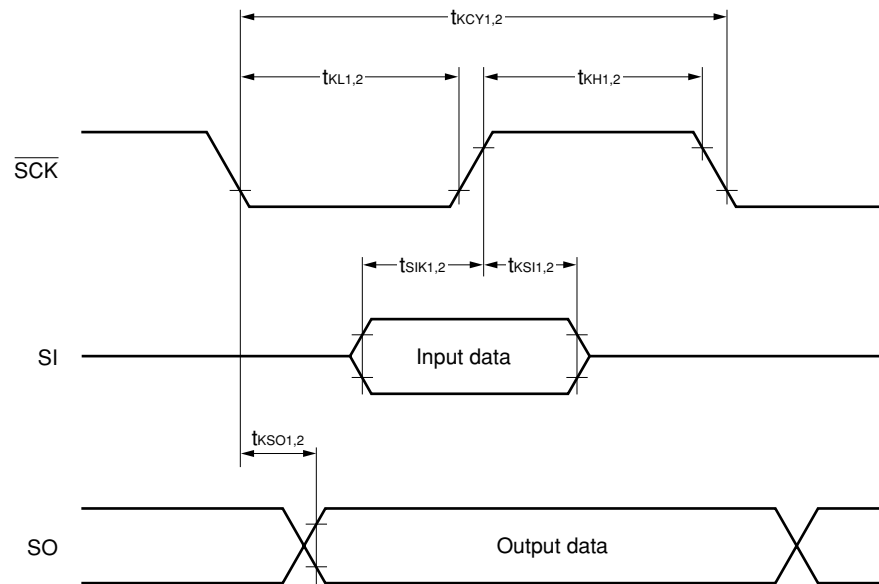 tKCY1,2
tKL1,2 tKH1,2
SCK
tSIK1,2 tKSI1,2
SI Input data
tKSO1,2
SO Output data